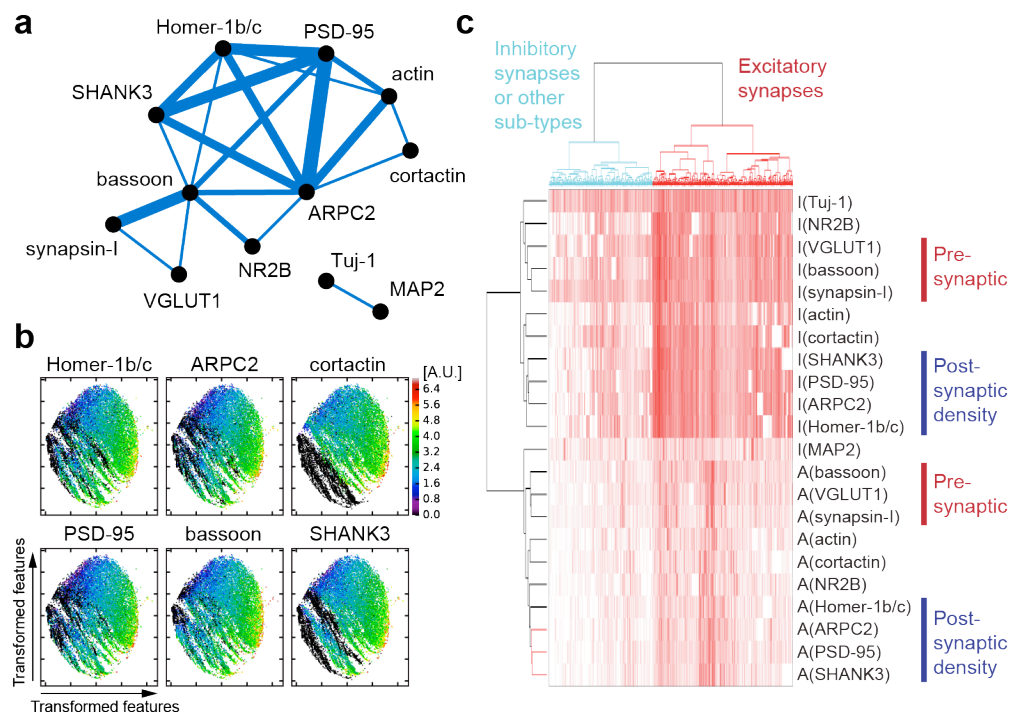 a
Homer-1b/c
PSD-95
actin
SHANK3
cortactin
bassoon
ARPC2
synapsin-I
NR2B
Tuj-1
VGLUT1
MAP2
b
Homer-1b/c
ARPC2
cortactin
[A.U.]
6.4
5.6
4.8
4.0
3.2
2.4
1.6
0.8
0.0
PSD-95
bassoon
SHANK3
Transformed features
Transformed features
c
Inhibitory
synapses
or other
sub-types
Excitatory
synapses
I(Tuj-1)
I(NR2B)
I(VGLUT1)
I(bassoon)
I(synapsin-I)
I(actin)
I(cortactin)
I(SHANK3)
I(PSD-95)
I(ARPC2)
I(Homer-1b/c)
I(MAP2)
A(bassoon)
A(VGLUT1)
A(synapsin-I)
A(actin)
A(cortactin)
A(NR2B)
A(Homer-1b/c)
A(ARPC2)
A(PSD-95)
A(SHANK3)
Pre-
synaptic
Post-
synaptic
density
Pre-
synaptic
Post-
synaptic
density